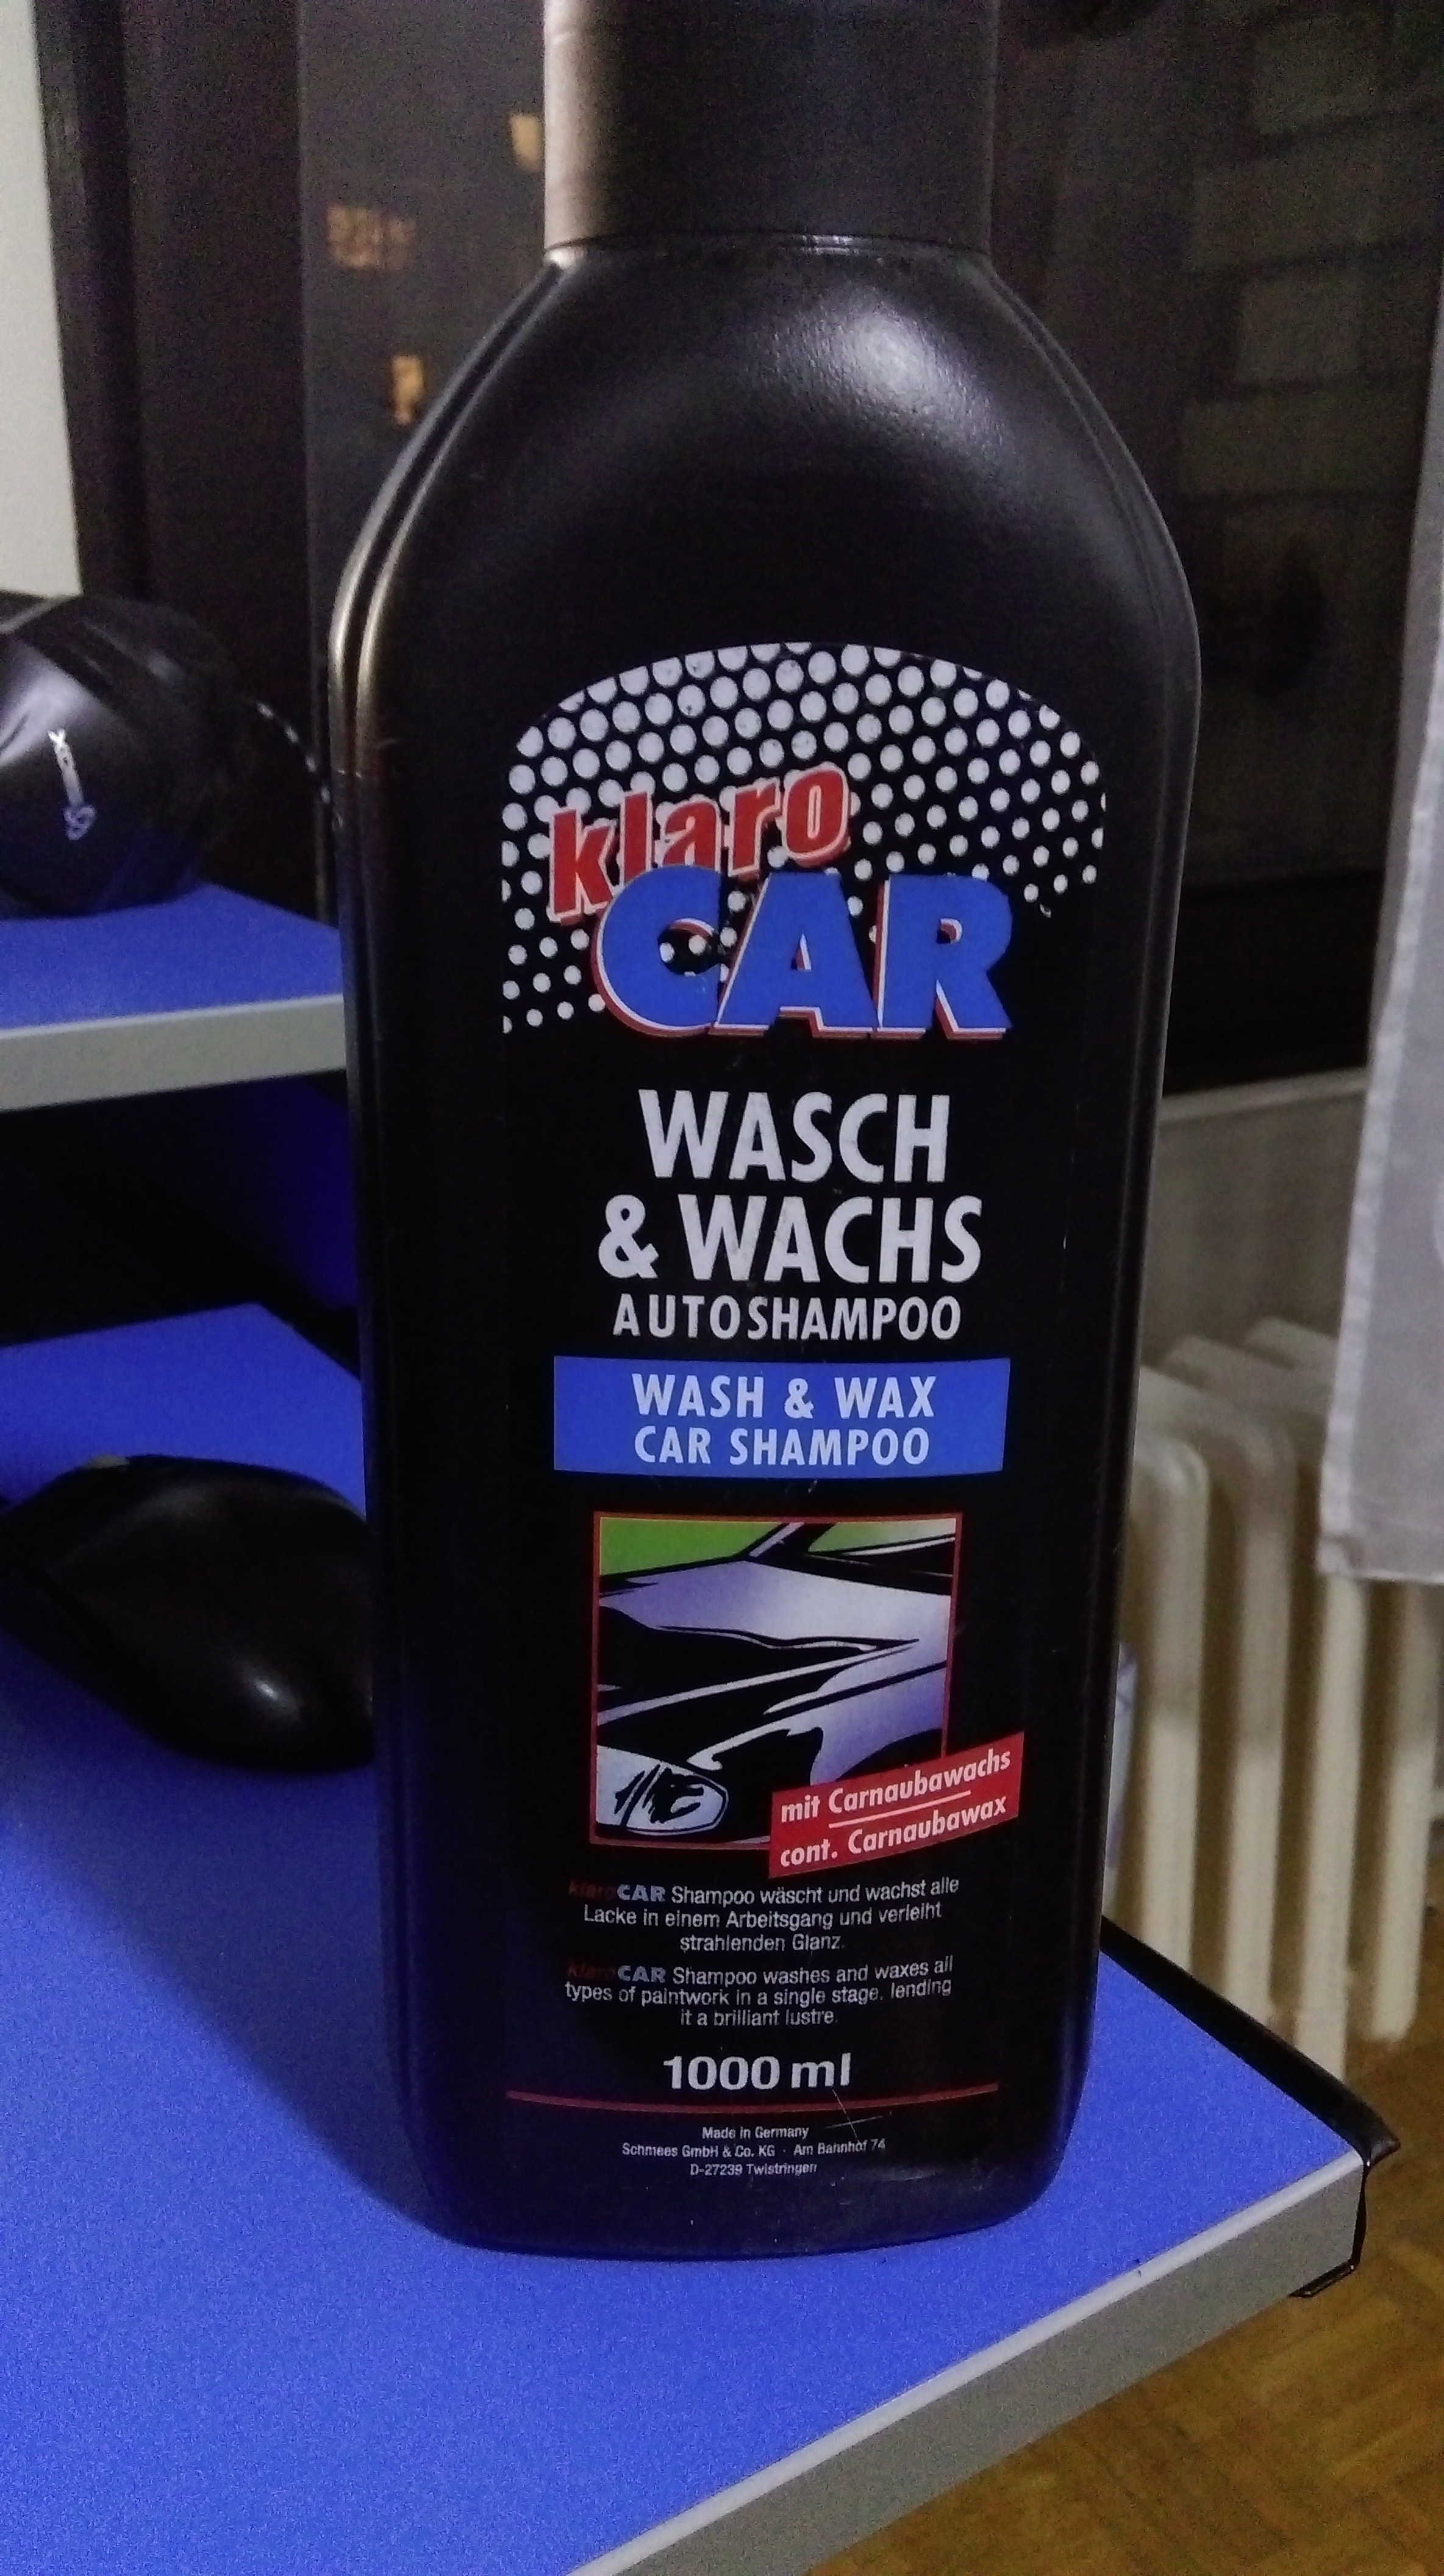 klaro
CAR
WASCH
& WACHS
AUTOSHAMPOO
WASH & WAX
CAR SHAMPOO
mit Carnaubawachs
cont. Carnaubawax
klaroCAR Shampoo wäscht und wachst alle
Lacke in einem Arbeitsgang und verleiht
strahlenden Glanz.
klaroCAR Shampoo washes and waxes all
types of paintwork in a single stage, lending
it a brilliant lustre.
1000 ml
Made in Germany
Schmees GmbH & Co. KG · Am Bahnhof 74
D-27239 Twistringen